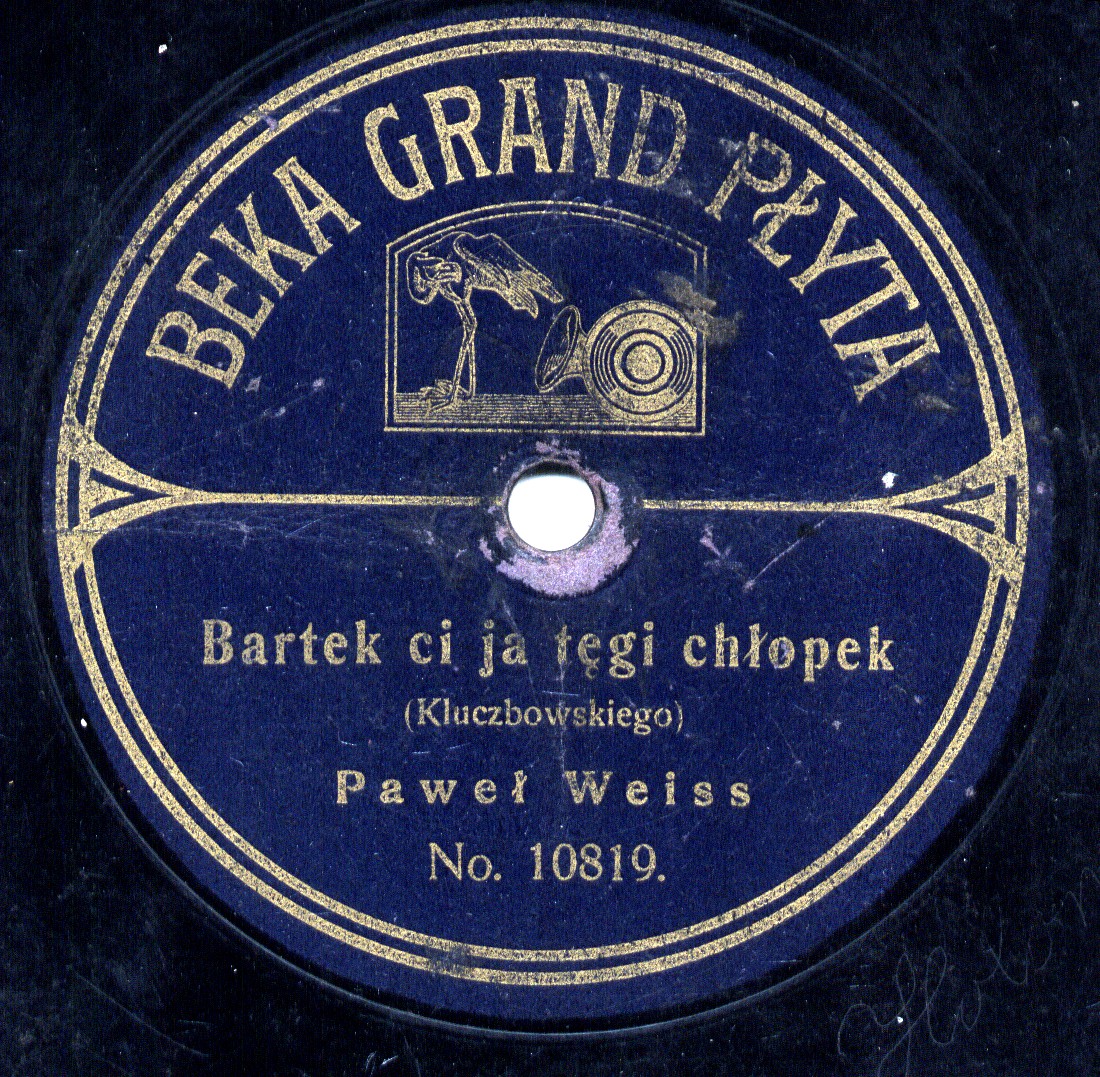 BEKA GRAND PŁYTA
Bartek ci ja tęgi chłopek
(Kluczbowskiego)
Paweł Weiss
No. 10819.